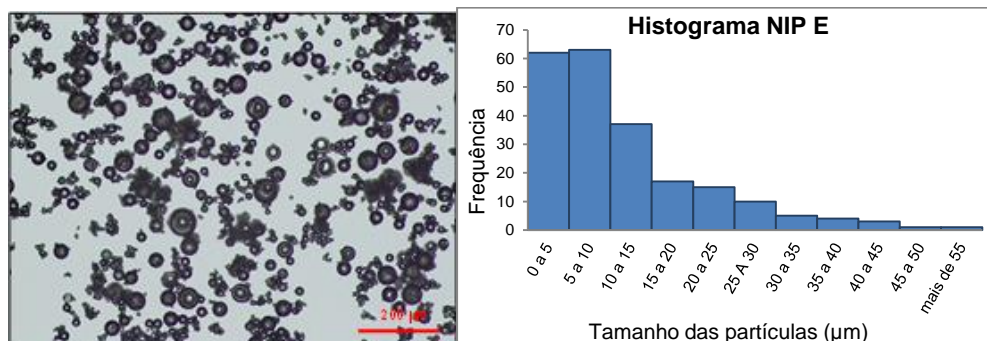 200 µm
Histograma NIP E
Frequência
70
60
50
40
30
20
10
0
0 a 5
5 a 10
10 a 15
15 a 20
20 a 25
25 A 30
30 a 35
35 a 40
40 a 45
45 a 50
mais de 55
Tamanho das partículas (µm)